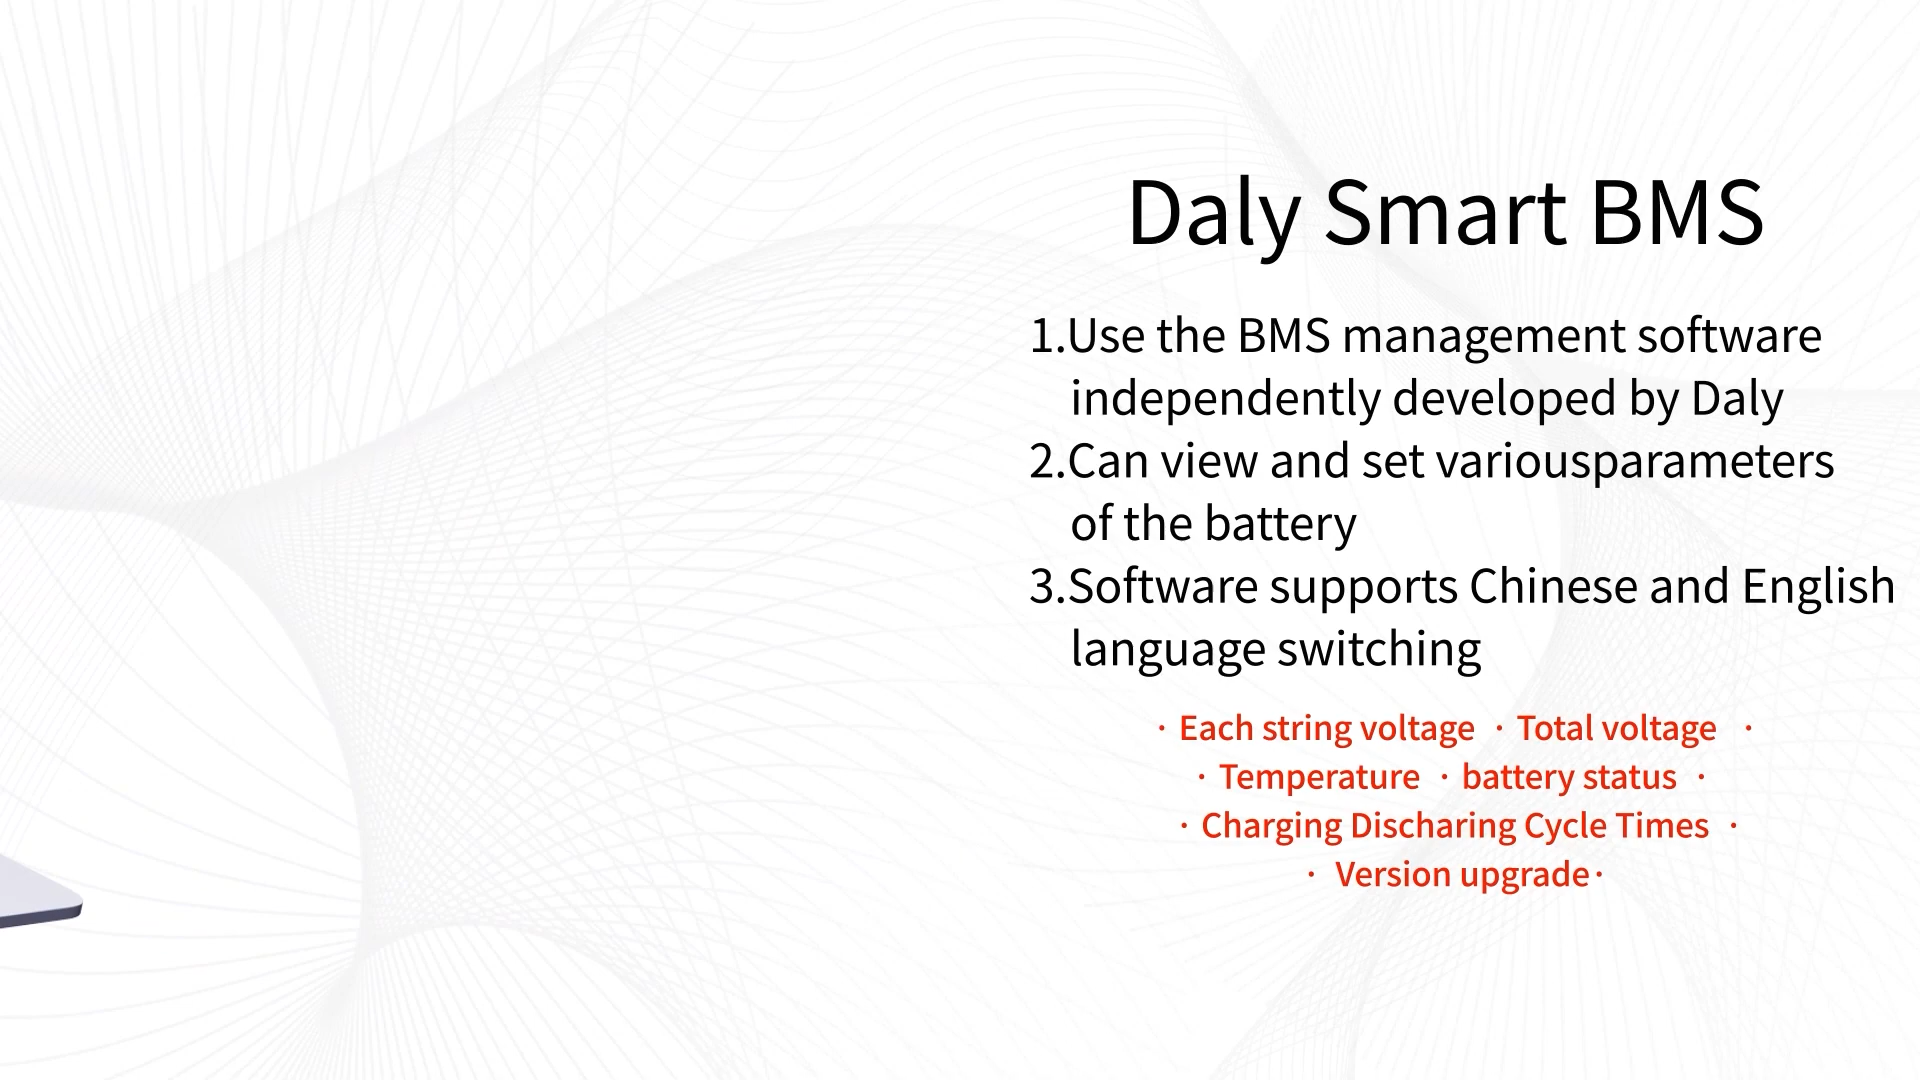 Daly Smart BMS
1.Use the BMS management software
independently developed by Daly
2.Can view and set variousparameters
of the battery
3.Software supports Chinese and English
language switching
· Each string voltage · Total voltage ·
· Temperature · battery status ·
· Charging Discharing Cycle Times ·
· Version upgrade·